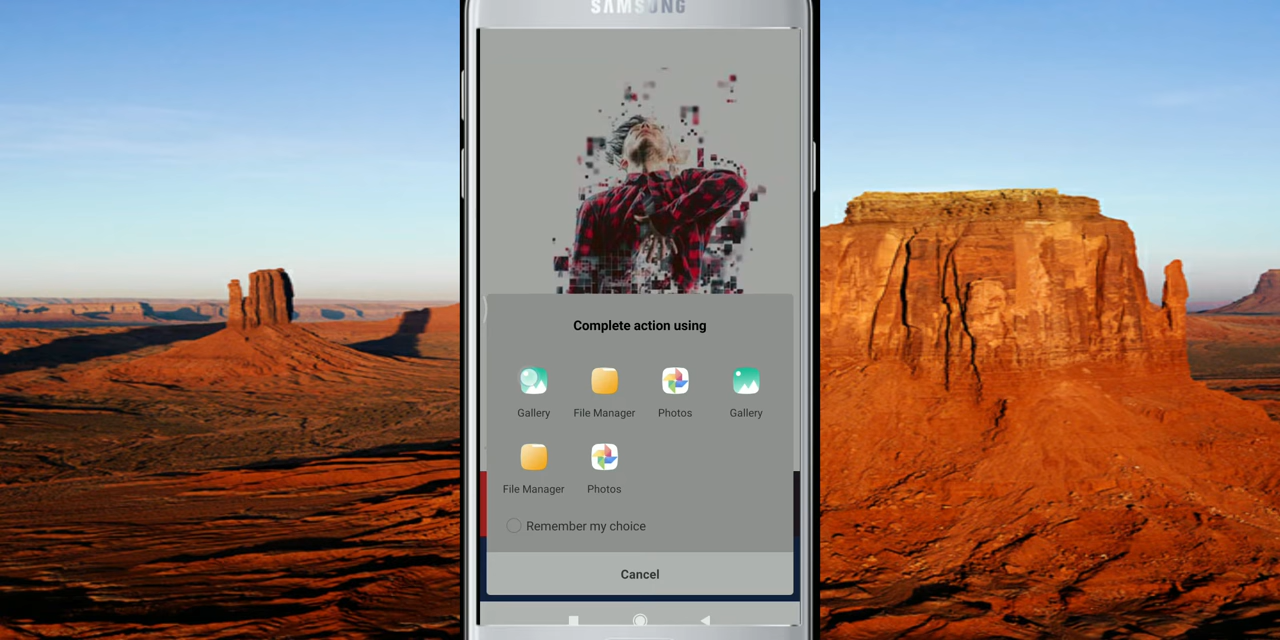 SAMSUNG
Complete action using
Gallery File Manager Photos Gallery
File Manager Photos
Remember my choice
Cancel